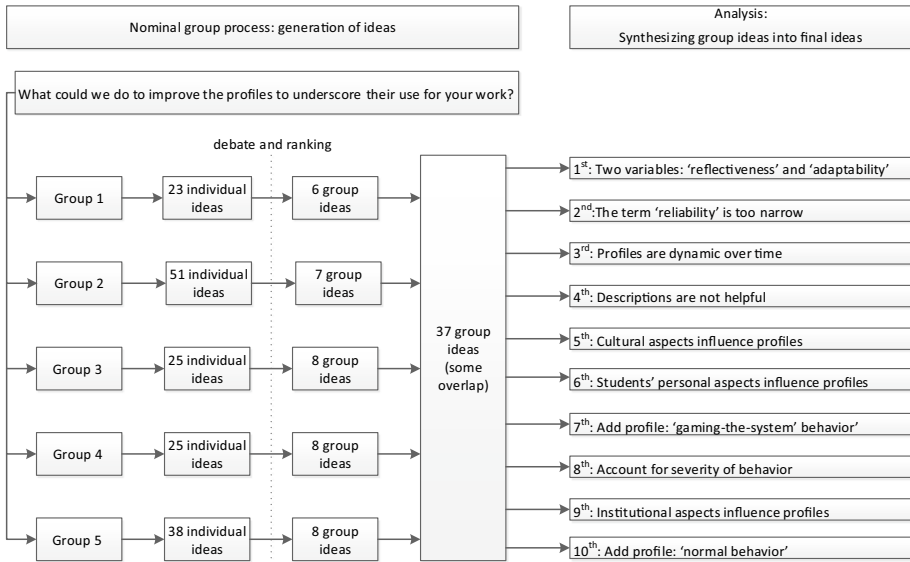 Nominal group process: generation of ideas
Analysis:
Synthesizing group ideas into final ideas
What could we do to improve the profiles to underscore their use for your work?
debate and ranking
Group 1
23 individual
ideas
6 group
ideas
Group 2
51 individual
ideas
7 group
ideas
Group 3
25 individual
ideas
8 group
ideas
Group 4
25 individual
ideas
8 group
ideas
Group 5
38 individual
ideas
8 group
ideas
37 group
ideas
(some
overlap)
1st: Two variables: ‘reflectiveness’ and ‘adaptability’
2nd:The term ‘reliability’ is too narrow
3rd: Profiles are dynamic over time
4th: Descriptions are not helpful
5th: Cultural aspects influence profiles
6th: Students’ personal aspects influence profiles
7th: Add profile: ‘gaming-the-system’ behavior’
8th: Account for severity of behavior
9th: Institutional aspects influence profiles
10th: Add profile: ‘normal behavior’